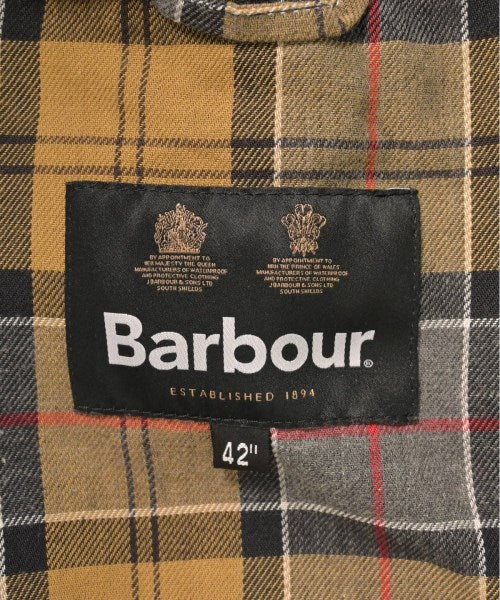 BY APPOINTMENT TO
HER MAJESTY THE QUEEN
MANUFACTURERS OF WATERPROOF
AND PROTECTIVE CLOTHING
J.BARBOUR & SONS LTD
SOUTH SHIELDS
BY APPOINTMENT TO
HRH THE PRINCE OF WALES
MANUFACTURERS OF WATERPROOF
AND PROTECTIVE CLOTHING
J.BARBOUR & SONS LTD
SOUTH SHIELDS
Barbour®
ESTABLISHED 1894
42"